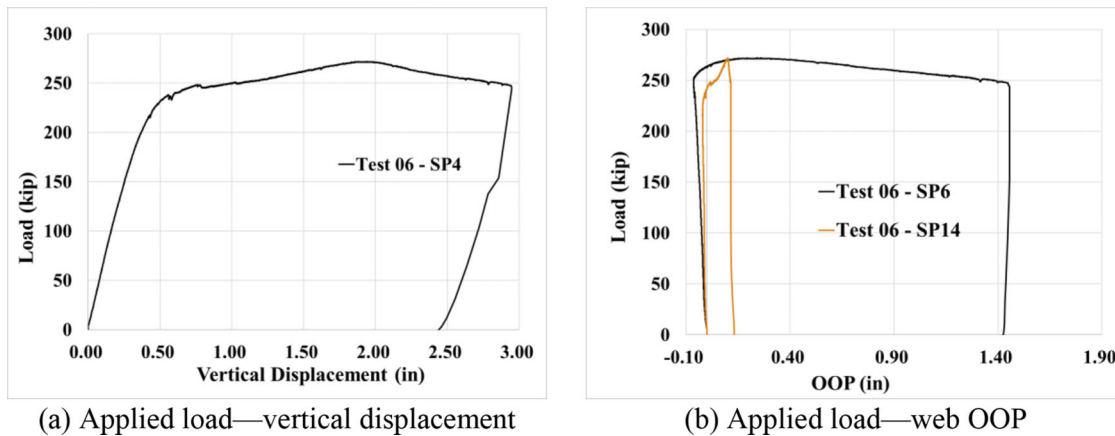 300
250
200
150
100
50
0
Load (kip)
Test 06 - SP4
0.00 0.50 1.00 1.50 2.00 2.50 3.00
Vertical Displacement (in)
(a) Applied load—vertical displacement
300
250
200
150
100
50
0
Load (kip)
Test 06 - SP6
Test 06 - SP14
-0.10 0.40 0.90 1.40 1.90
OOP (in)
(b) Applied load—web OOP